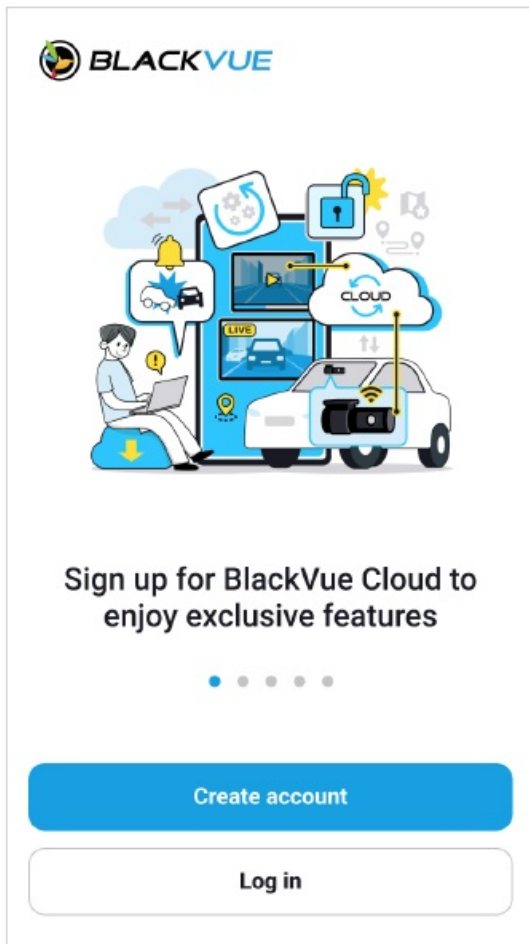 BLACKVUE
CLOUD
LIVE
Sign up for BlackVue Cloud to
enjoy exclusive features
Create account
Log in